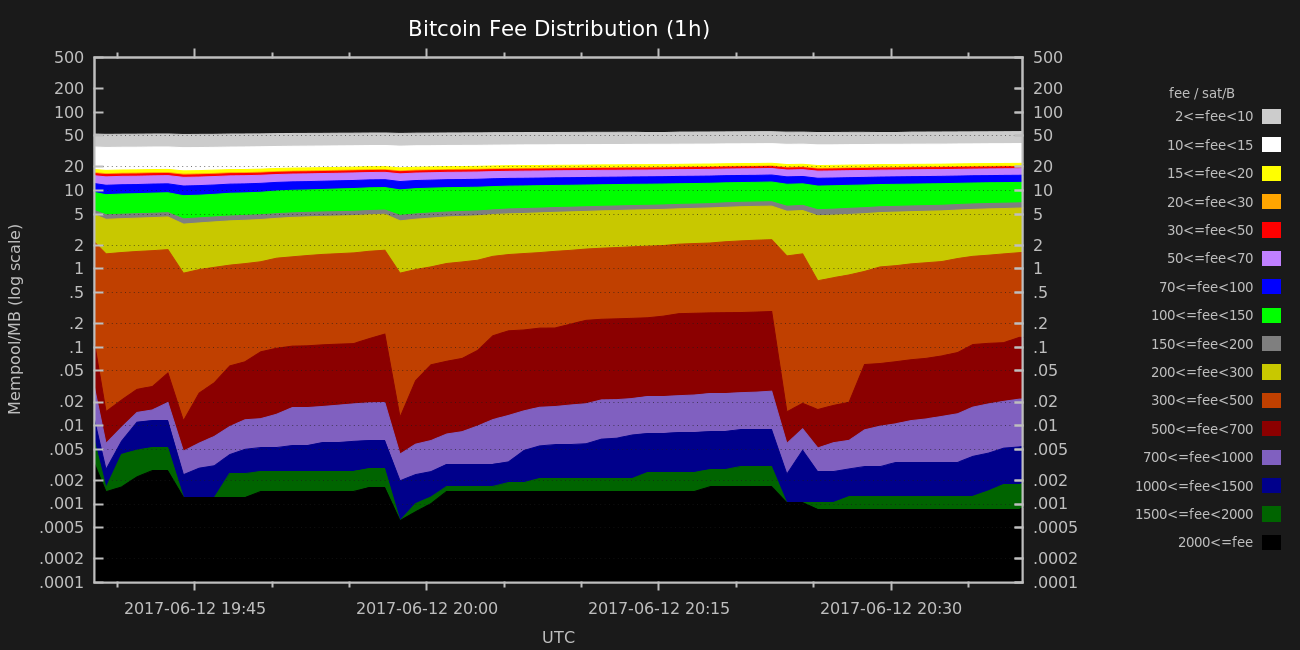 Bitcoin Fee Distribution (1h)
Mempool/MB (log scale)
500
200
100
50
20
10
5
2
1
.5
.2
.1
.05
.02
.01
.005
.002
.001
.0005
.0002
.0001
500
200
100
50
20
10
5
2
1
.5
.2
.1
.05
.02
.01
.005
.002
.001
.0005
.0002
.0001
2017-06-12 19:45
2017-06-12 20:00
2017-06-12 20:15
2017-06-12 20:30
UTC
fee / sat/B
2<=fee<10
10<=fee<15
15<=fee<20
20<=fee<30
30<=fee<50
50<=fee<70
70<=fee<100
100<=fee<150
150<=fee<200
200<=fee<300
300<=fee<500
500<=fee<700
700<=fee<1000
1000<=fee<1500
1500<=fee<2000
2000<=fee